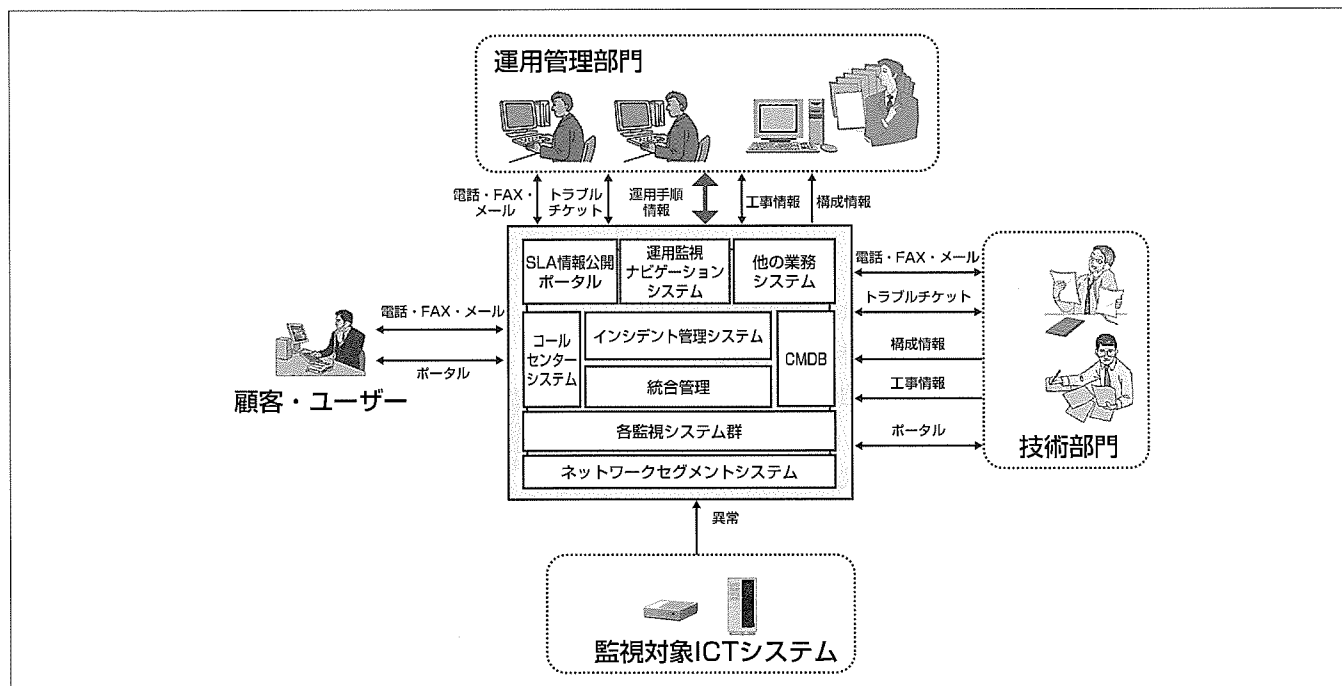 運用管理部門
電話・FAX・
メール
トラブル
チケット
運用手順
情報
工事情報
構成情報
SLA情報公開
ポータル
運用監視
ナビゲーション
システム
他の業務
システム
コール
センター
システム
インシデント管理システム
統合管理
CMDB
各監視システム群
ネットワークセグメントシステム
電話・FAX・メール
ポータル
顧客・ユーザー
電話・FAX・メール
トラブルチケット
構成情報
工事情報
ポータル
技術部門
異常
監視対象ICTシステム